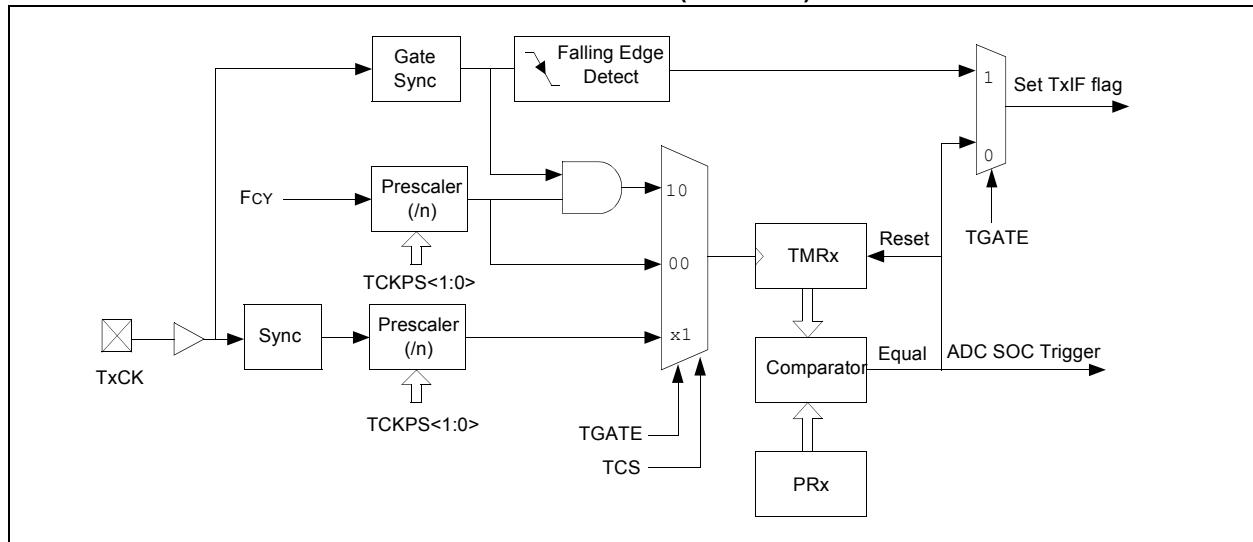 Gate
Sync
Falling Edge
Detect
1
Set TxIF flag
0
TGATE
FCY
Prescaler
(/n)
TCKPS<1:0>
10
00
x1
TMRx
Reset
TxCK
Sync
Prescaler
(/n)
TCKPS<1:0>
Comparator
Equal
ADC SOC Trigger
TGATE
TCS
PRx